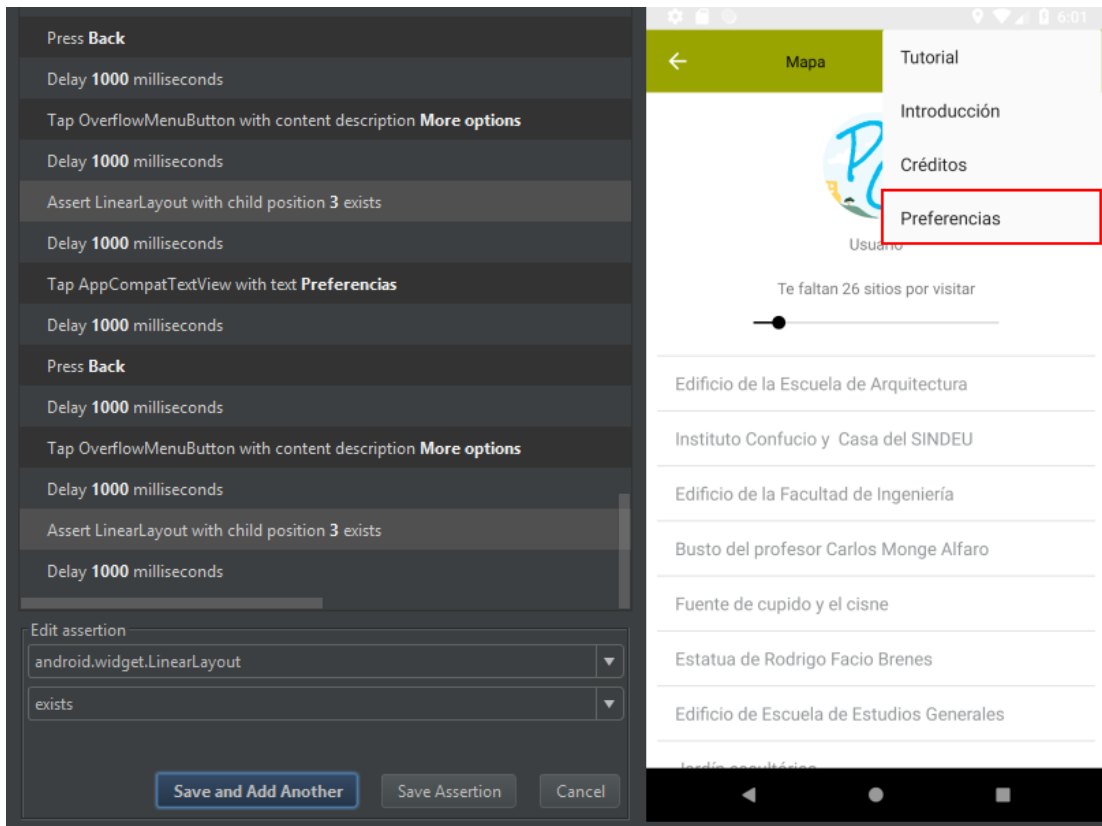 Press Back
Delay 1000 milliseconds
Tap OverflowMenuButton with content description More options
Delay 1000 milliseconds
Assert LinearLayout with child position 3 exists
Delay 1000 milliseconds
Tap AppCompatTextView with text Preferencias
Delay 1000 milliseconds
Press Back
Delay 1000 milliseconds
Tap OverflowMenuButton with content description More options
Delay 1000 milliseconds
Assert LinearLayout with child position 3 exists
Delay 1000 milliseconds
Edit assertion
android.widget.LinearLayout
exists
Save and Add Another
Save Assertion
Cancel
6:01
Mapa
Tutorial
Introducción
Créditos
Preferencias
Usuario
Te faltan 26 sitios por visitar
Edificio de la Escuela de Arquitectura
Instituto Confucio y Casa del SINDEU
Edificio de la Facultad de Ingeniería
Busto del profesor Carlos Monge Alfaro
Fuente de cupido y el cisne
Estatua de Rodrigo Facio Brenes
Edificio de Escuela de Estudios Generales